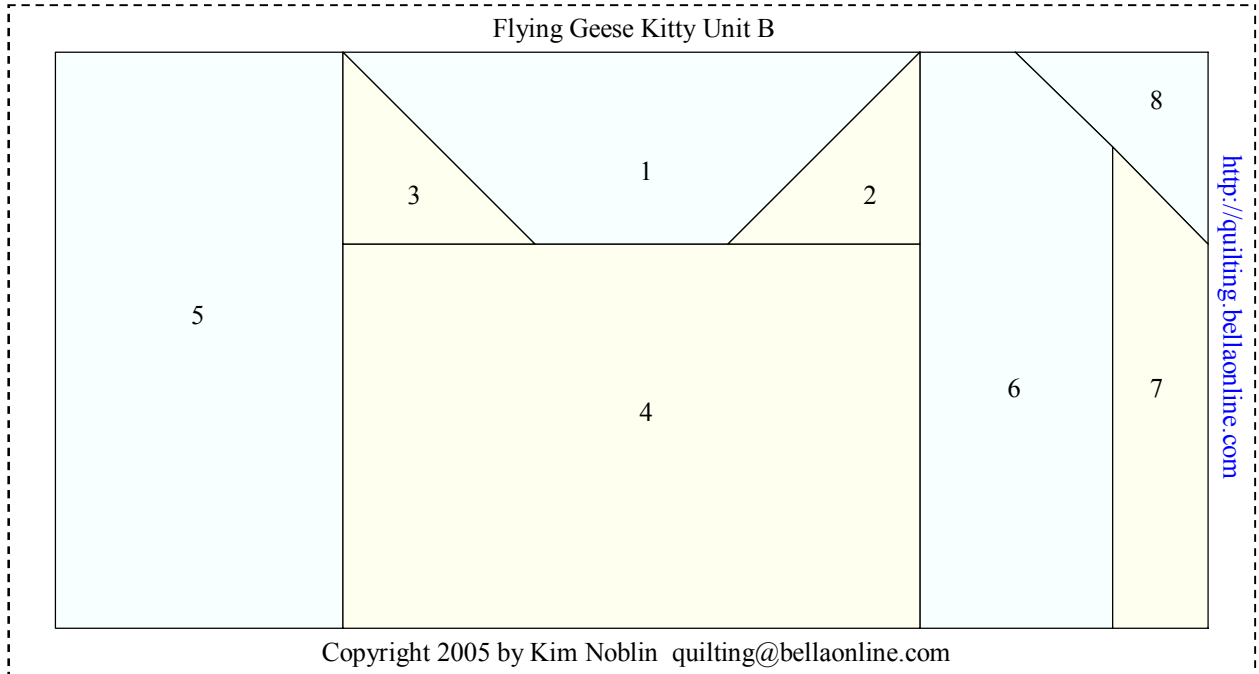 Flying Geese Kitty Unit B
8
1
3
2
5
6
7
4
http://quilting.bellaonline.com
Copyright 2005 by Kim Noblin quilting@bellaonline.com